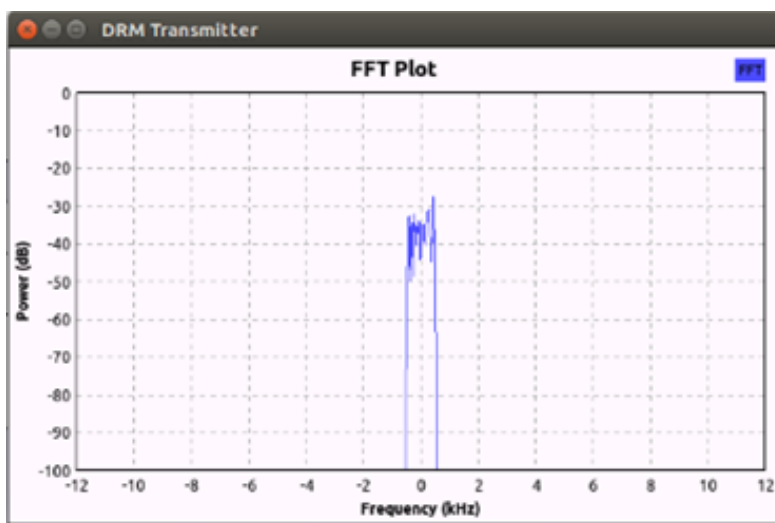 DRM Transmitter
FFT Plot
FFT
0
-10
-20
-30
-40
-50
-60
-70
-80
-90
-100
Power (dB)
-12 -10 -8 -6 -4 -2 0 2 4 6 8 10 12
Frequency (kHz)